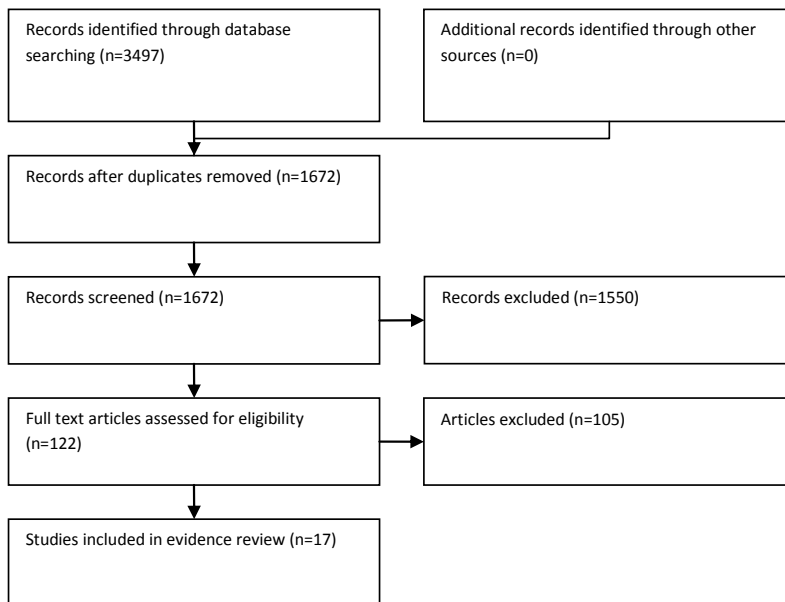 Records identified through database
searching (n=3497)
Additional records identified through other
sources (n=0)
Records after duplicates removed (n=1672)
Records screened (n=1672)
Records excluded (n=1550)
Full text articles assessed for eligibility
(n=122)
Articles excluded (n=105)
Studies included in evidence review (n=17)